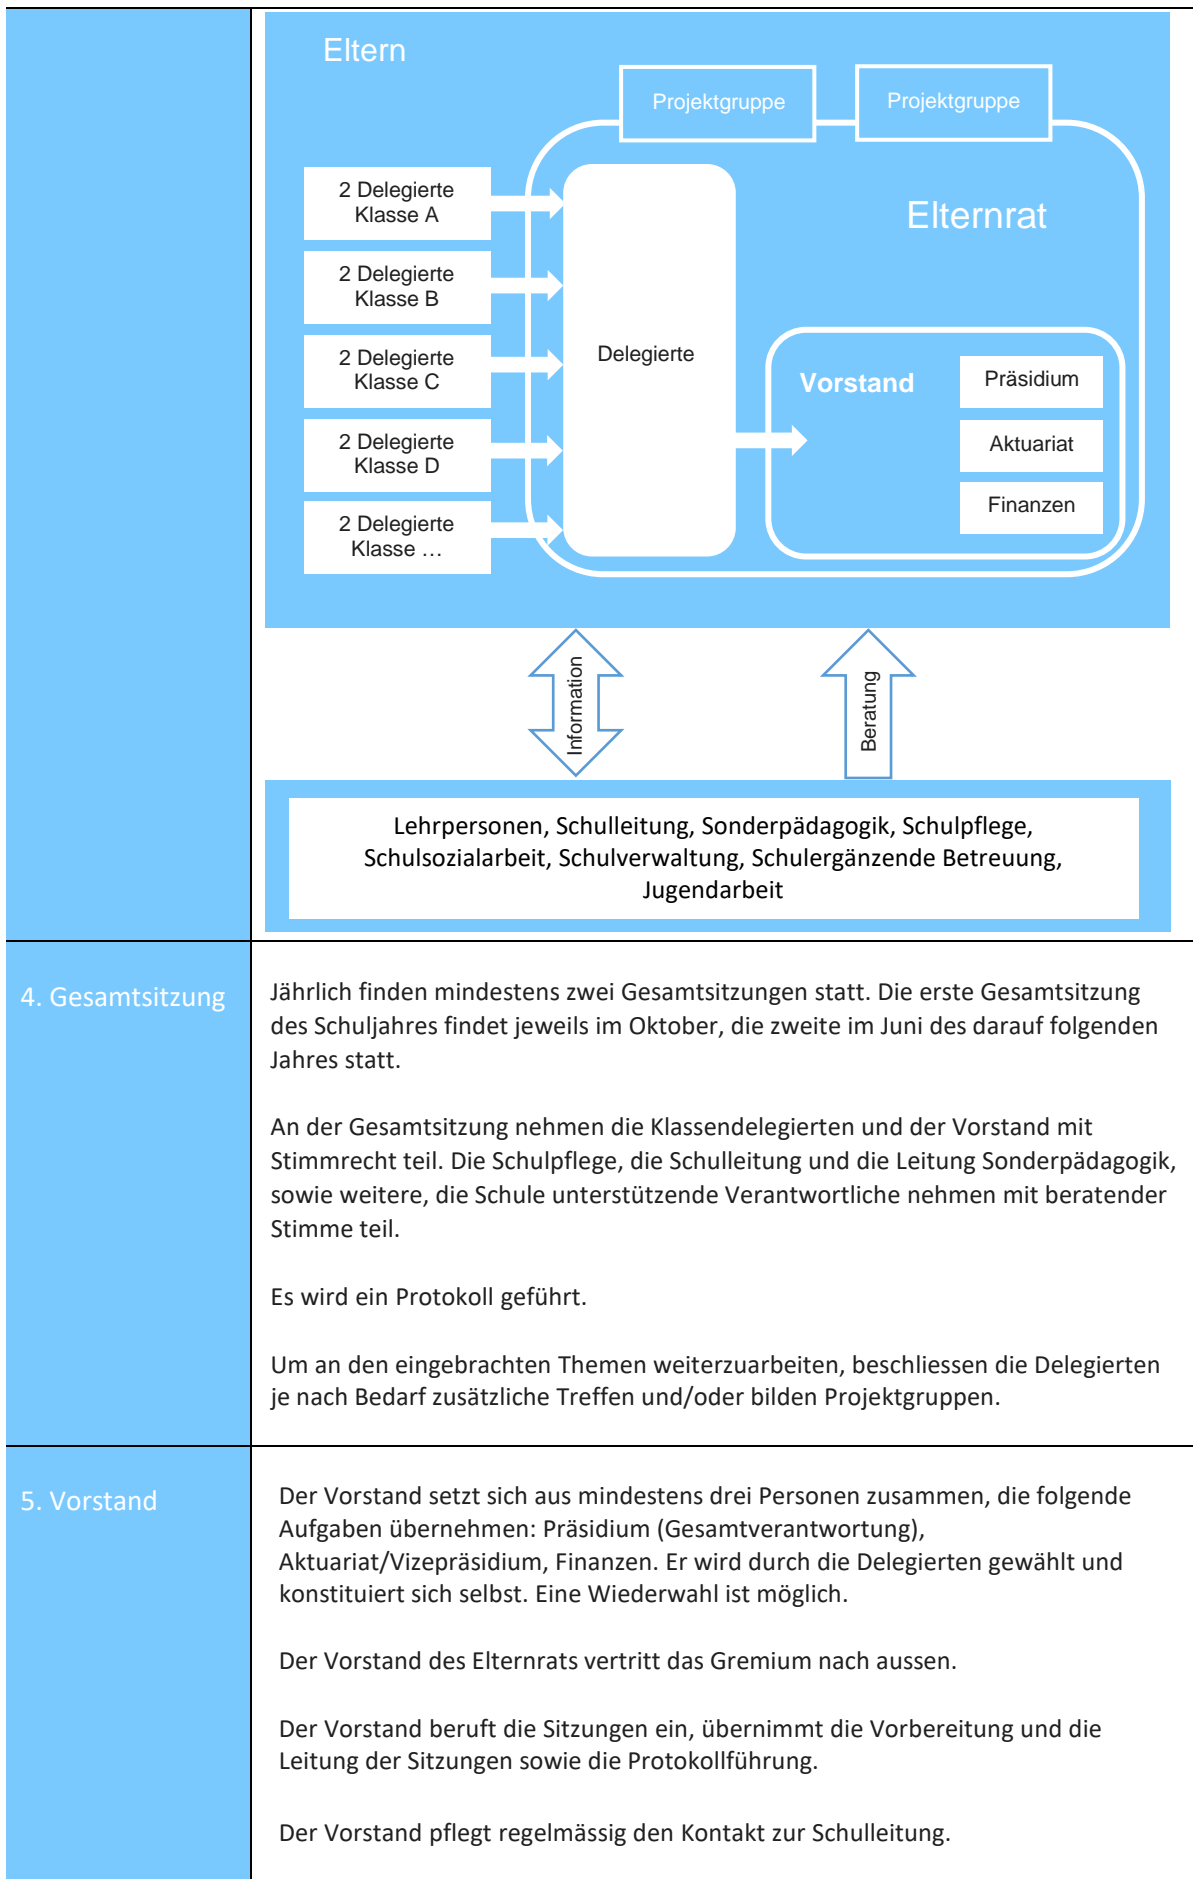 Eltern
Projektgruppe
Projektgruppe
2 Delegierte
Klasse A
Elternrat
2 Delegierte
Klasse B
2 Delegierte
Klasse C
Delegierte
Vorstand
Präsidium
2 Delegierte
Klasse D
Aktuariat
Finanzen
2 Delegierte
Klasse …
Information
Beratung
Lehrpersonen, Schulleitung, Sonderpädagogik, Schulpflege,
Schulsozialarbeit, Schulverwaltung, Schulergänzende Betreuung,
Jugendarbeit
4. Gesamtsitzung
Jährlich finden mindestens zwei Gesamtsitzungen statt. Die erste Gesamtsitzung
des Schuljahres findet jeweils im Oktober, die zweite im Juni des darauf folgenden
Jahres statt.
An der Gesamtsitzung nehmen die Klassendelegierten und der Vorstand mit
Stimmrecht teil. Die Schulpflege, die Schulleitung und die Leitung Sonderpädagogik,
sowie weitere, die Schule unterstützende Verantwortliche nehmen mit beratender
Stimme teil.
Es wird ein Protokoll geführt.
Um an den eingebrachten Themen weiterzuarbeiten, beschliessen die Delegierten
je nach Bedarf zusätzliche Treffen und/oder bilden Projektgruppen.
5. Vorstand
Der Vorstand setzt sich aus mindestens drei Personen zusammen, die folgende
Aufgaben übernehmen: Präsidium (Gesamtverantwortung),
Aktuariat/Vizepräsidium, Finanzen. Er wird durch die Delegierten gewählt und
konstituiert sich selbst. Eine Wiederwahl ist möglich.
Der Vorstand des Elternrats vertritt das Gremium nach aussen.
Der Vorstand beruft die Sitzungen ein, übernimmt die Vorbereitung und die
Leitung der Sitzungen sowie die Protokollführung.
Der Vorstand pflegt regelmässig den Kontakt zur Schulleitung.